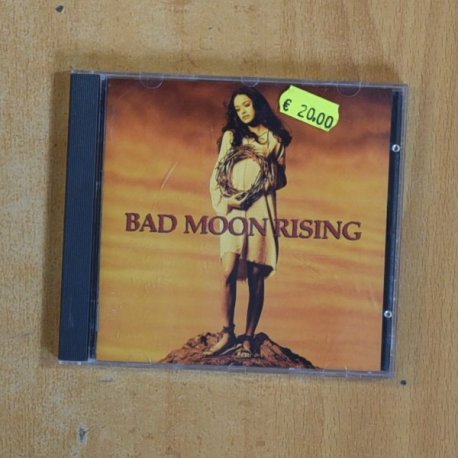 € 20.00
BAD MOON RISING